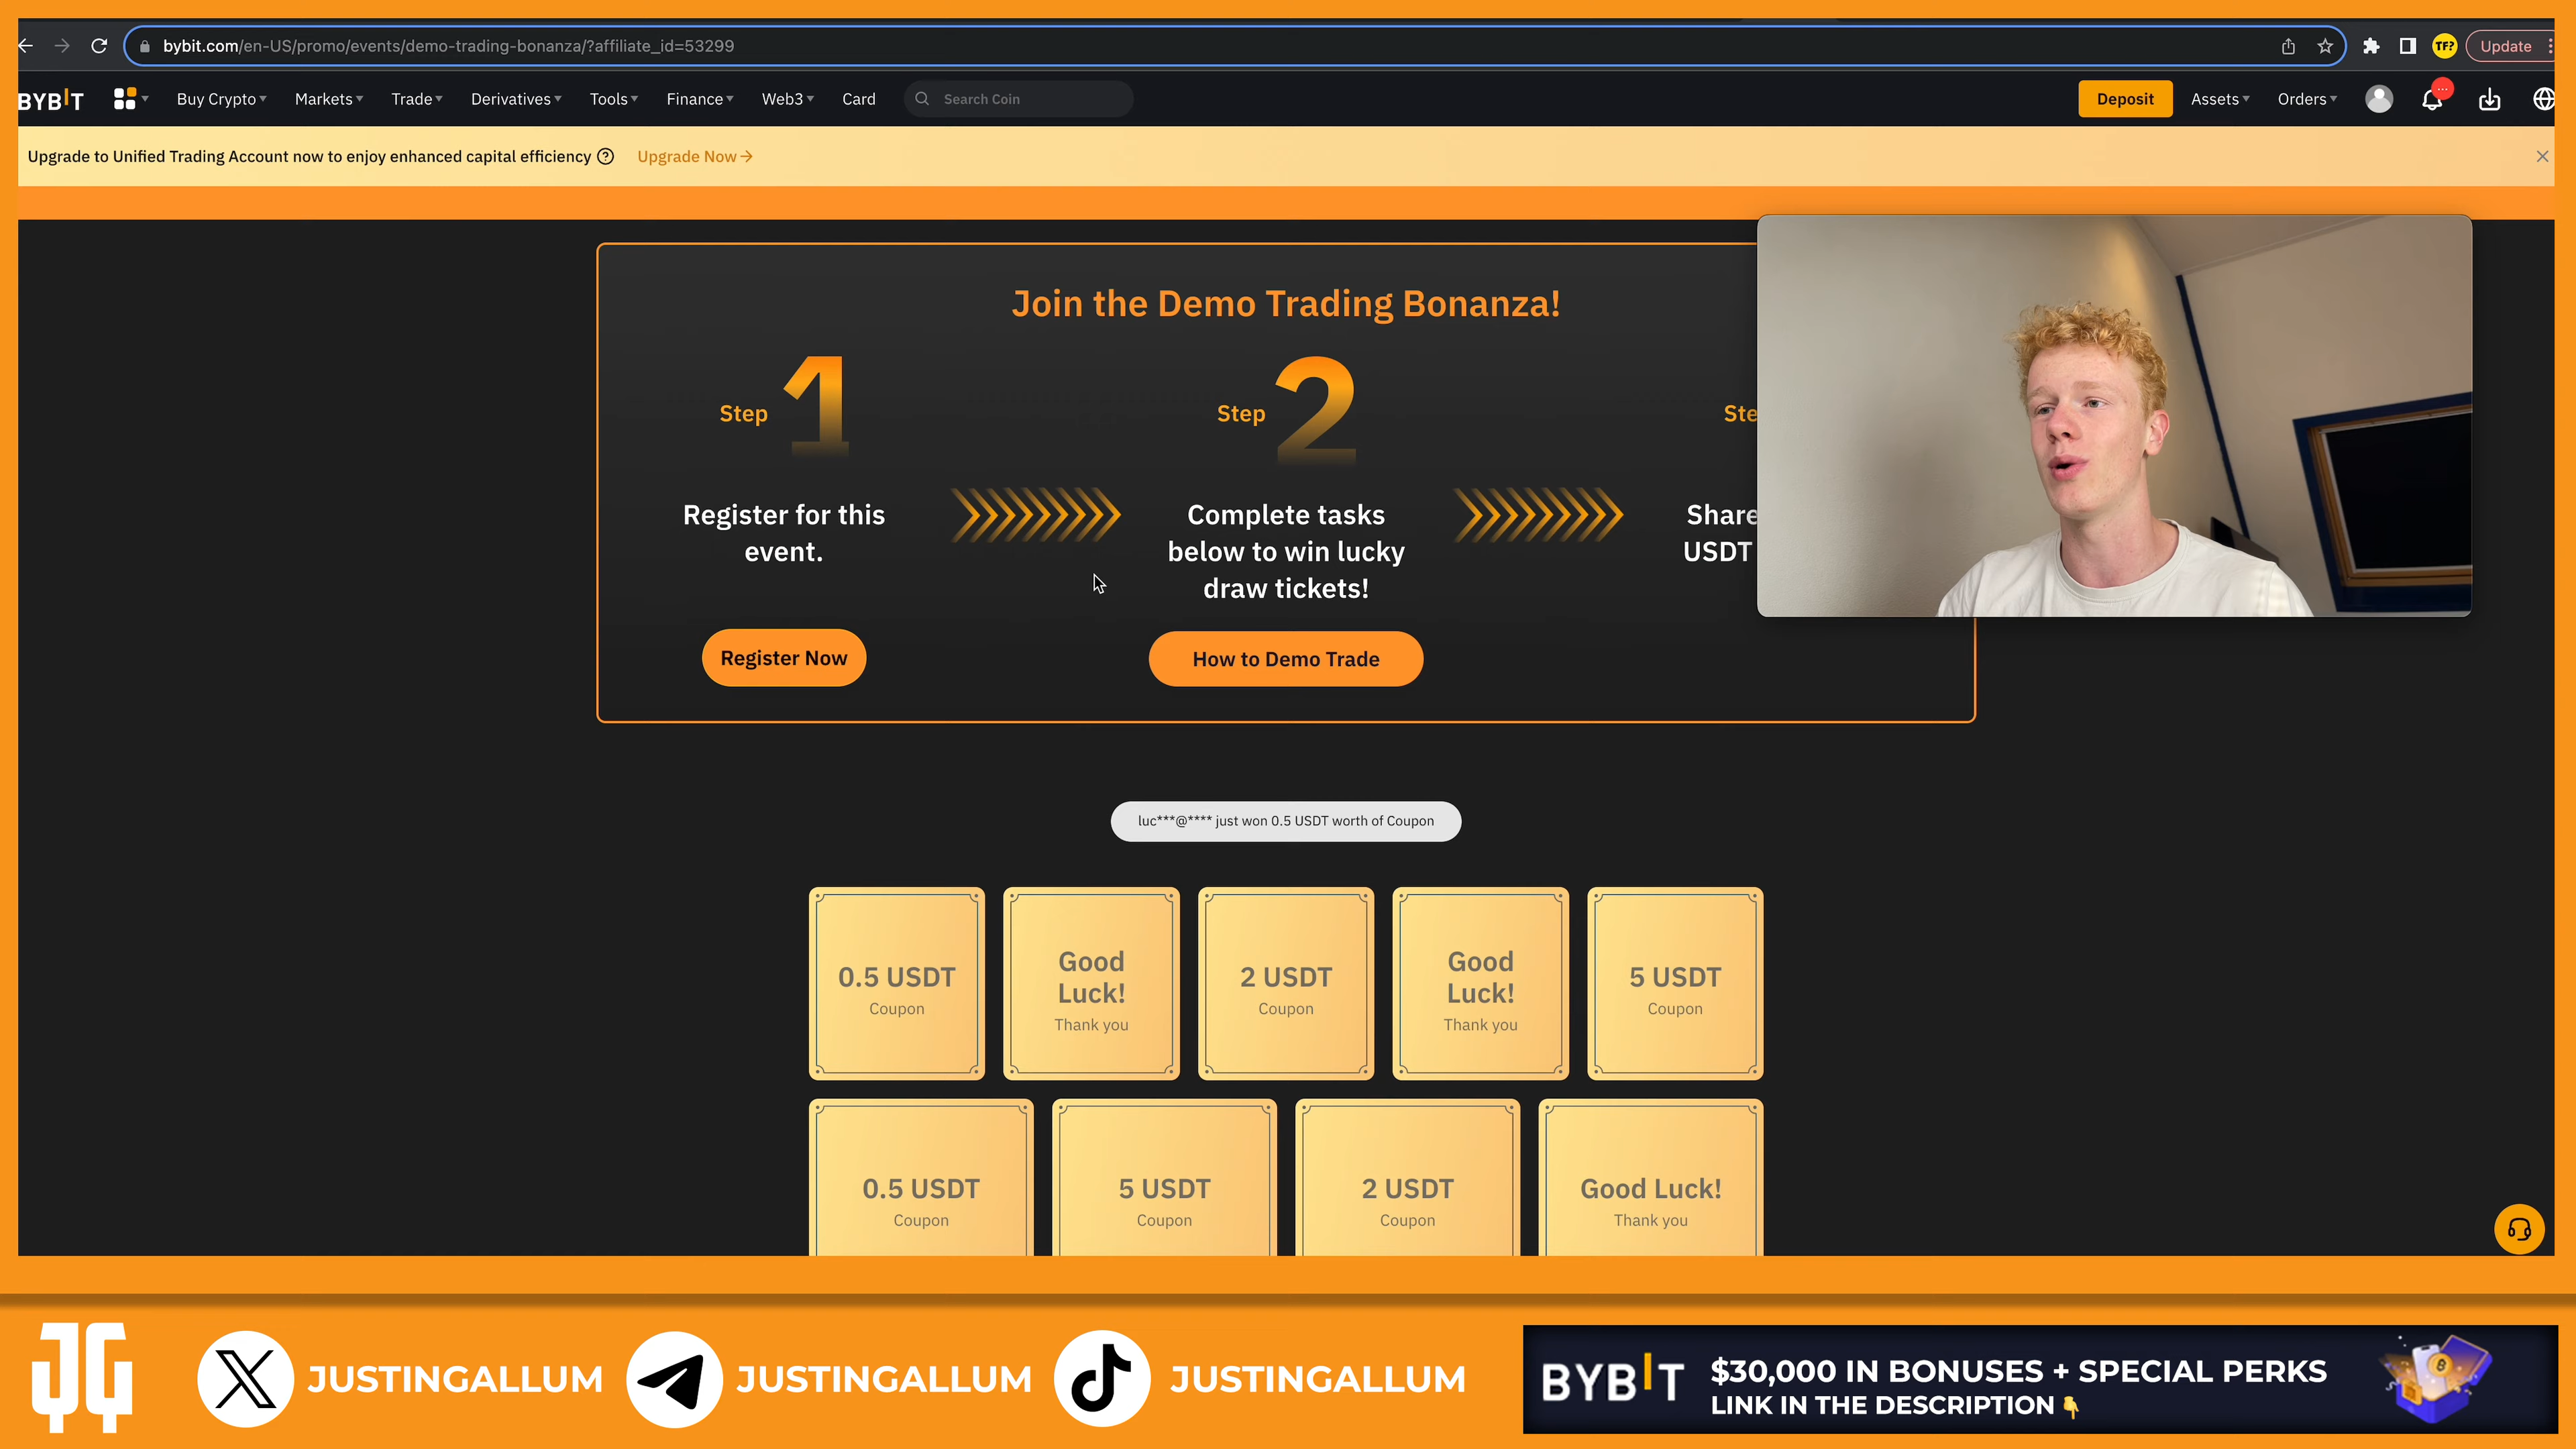 bybit.com/en-US/promo/events/demo-trading-bonanza/?affiliate_id=53299
TF?
Update
BYBIT
Buy Crypto
Markets
Trade
Derivatives
Tools
Finance
Web3
Card
Search Coin
Deposit
Assets
Orders
Upgrade to Unified Trading Account now to enjoy enhanced capital efficiency ?
Upgrade Now →
Join the Demo Trading Bonanza!
Step 1
Register for this
event.
Register Now
Step 2
Complete tasks
below to win lucky
draw tickets!
How to Demo Trade
Ste
Share
USDT
luc***@**** just won 0.5 USDT worth of Coupon
0.5 USDT
Coupon
Good
Luck!
Thank you
2 USDT
Coupon
Good
Luck!
Thank you
5 USDT
Coupon
0.5 USDT
Coupon
5 USDT
Coupon
2 USDT
Coupon
Good Luck!
Thank you
JG
JUSTINGALLUM
JUSTINGALLUM
JUSTINGALLUM
BYBIT
$30,000 IN BONUSES + SPECIAL PERKS
LINK IN THE DESCRIPTION